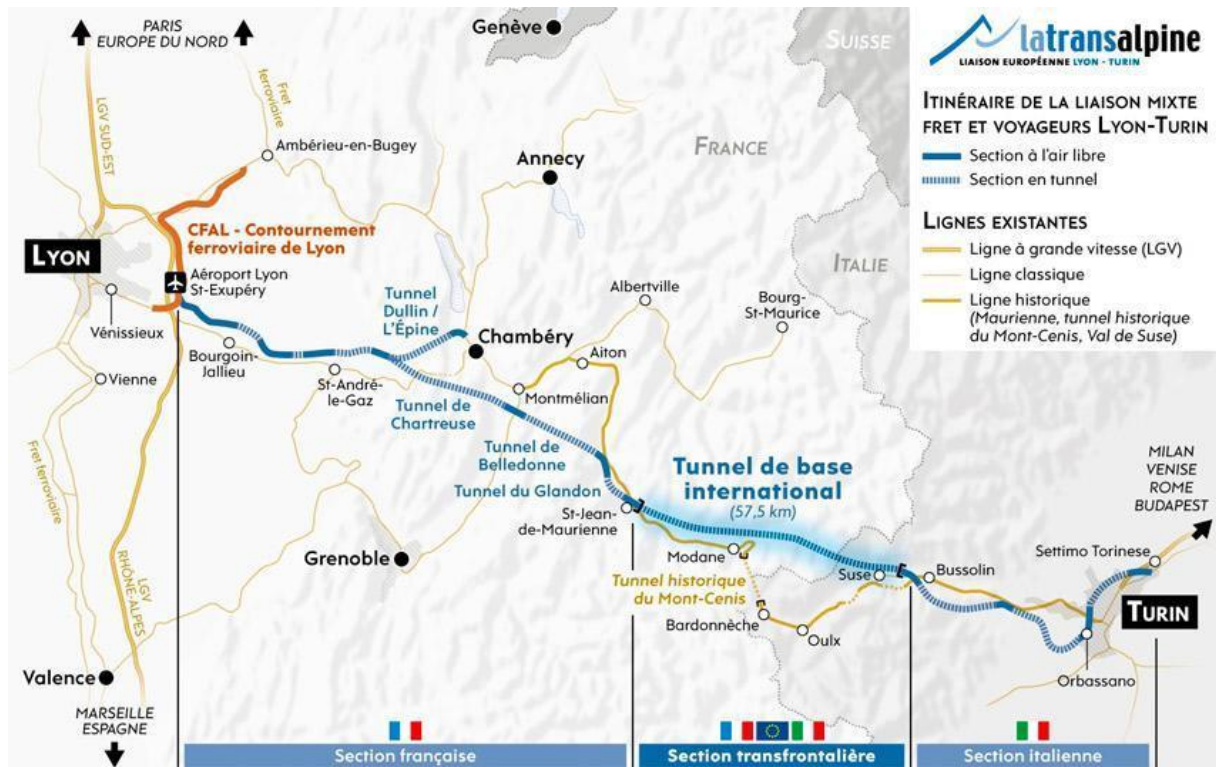 PARIS
EUROPE DU NORD
Genève
SUISSE
latransalpine
LIAISON EUROPÉENNE LYON - TURIN
ITINÉRAIRE DE LA LIAISON MIXTE
FRET ET VOYAGEURS LYON-TURIN
Section à l'air libre
Section en tunnel
LIGNES EXISTANTES
Ligne à grande vitesse (LGV)
Ligne classique
Ligne historique
(Maurienne, tunnel historique
du Mont-Cenis, Val de Suse)
LGV SUD-EST
Fret
ferroviaire
Ambérieu-en-Bugey
Annecy
FRANCE
ITALIE
CFAL - Contournement
ferroviaire de Lyon
LYON
Aéroport Lyon
St-Exupéry
Vénissieux
Tunnel
Dullin /
L'Épine
Albertville
Bourg-
St-Maurice
Chambéry
Aiton
Bourgoin-
Jallieu
Vienne
St-André-
le-Gaz
Montmélian
Tunnel de
Chartreuse
Tunnel de
Belledonne
Tunnel du Glandon
Tunnel de base
international
(57,5 km)
St-Jean-
de-Maurienne
MILAN
VENISE
ROME
BUDAPEST
Fret ferroviaire
LGV
RHÔNE-ALPES
Grenoble
Modane
Tunnel historique
du Mont-Cenis
Suse
Bussolin
Settimo Torinese
TURIN
Bardonnèche
Oulx
Orbassano
Valence
MARSEILLE
ESPAGNE
Section française
Section transfrontalière
Section italienne